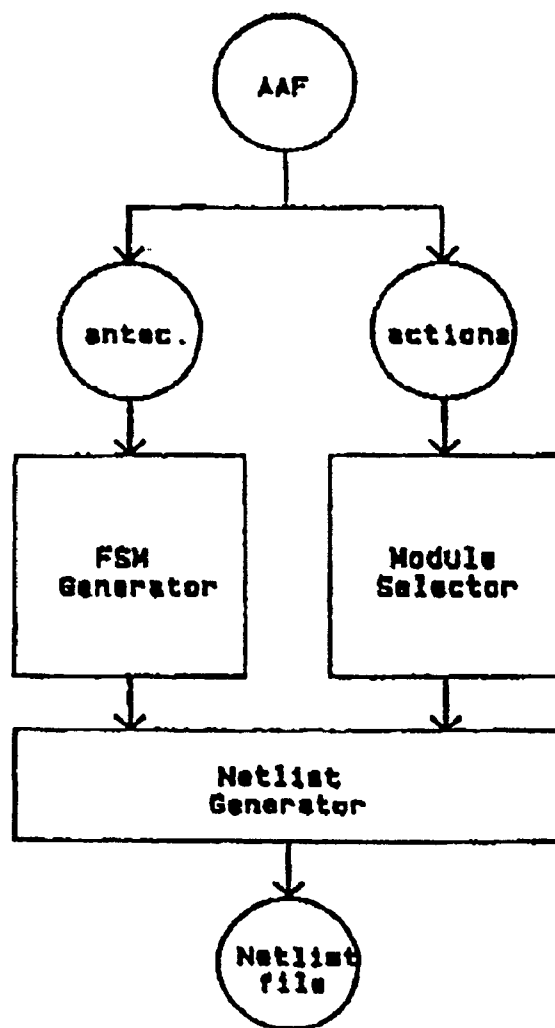 AAF
antec.
actions
FSM
Generator
Module
Selector
Netlist
Generator
Netlist
file